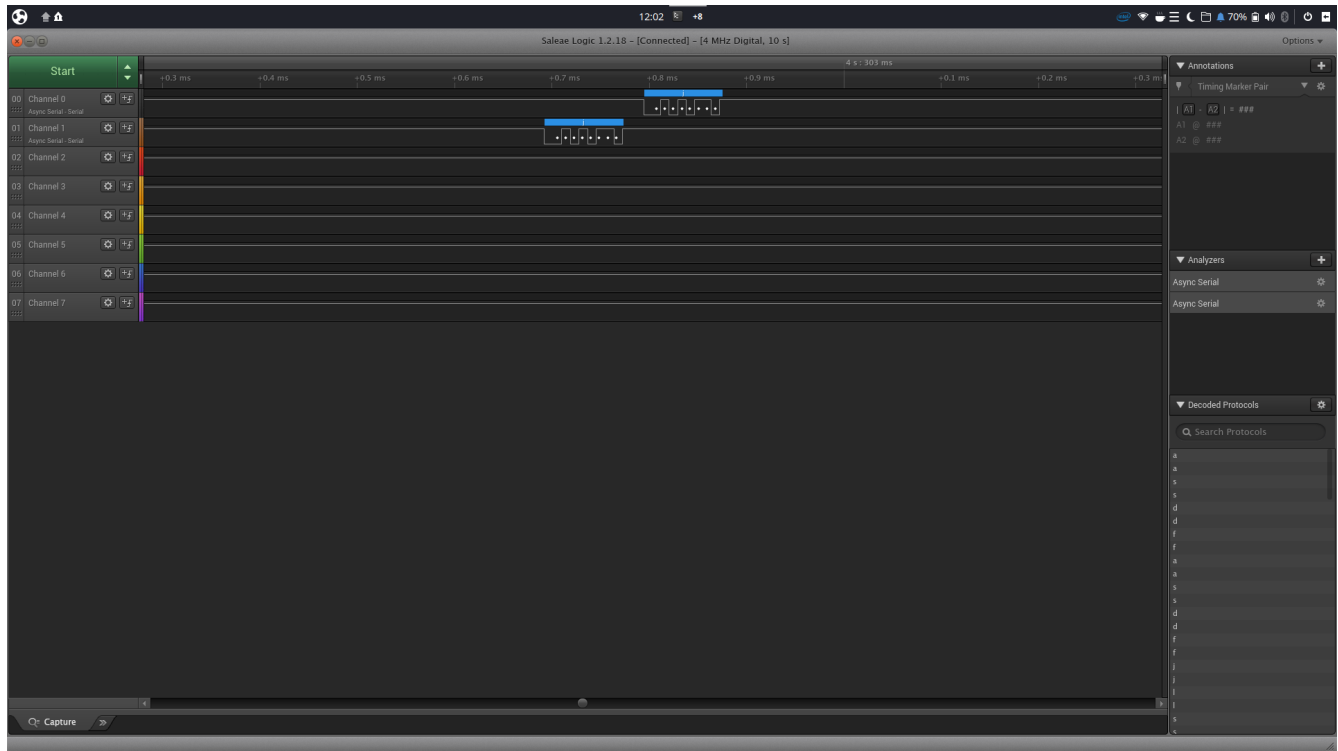 12:02 +8 70%
Saleae Logic 1.2.18 - [Connected] - [4 MHz Digital, 10 s] Options
Start
4 s : 303 ms
+0.3 ms +0.4 ms +0.5 ms +0.6 ms +0.7 ms +0.8 ms +0.9 ms +0.1 ms +0.2 ms +0.3 ms
00 Channel 0
Async Serial - Serial
01 Channel 1
Async Serial - Serial
02 Channel 2
03 Channel 3
04 Channel 4
05 Channel 5
06 Channel 6
07 Channel 7
Capture
Annotations
Timing Marker Pair
| A1 - A2 | = ###
A1 @ ###
A2 @ ###
Analyzers
Async Serial
Async Serial
Decoded Protocols
Search Protocols
a
a
s
s
d
d
f
f
a
a
s
s
d
d
f
f
j
j
l
l
s
s